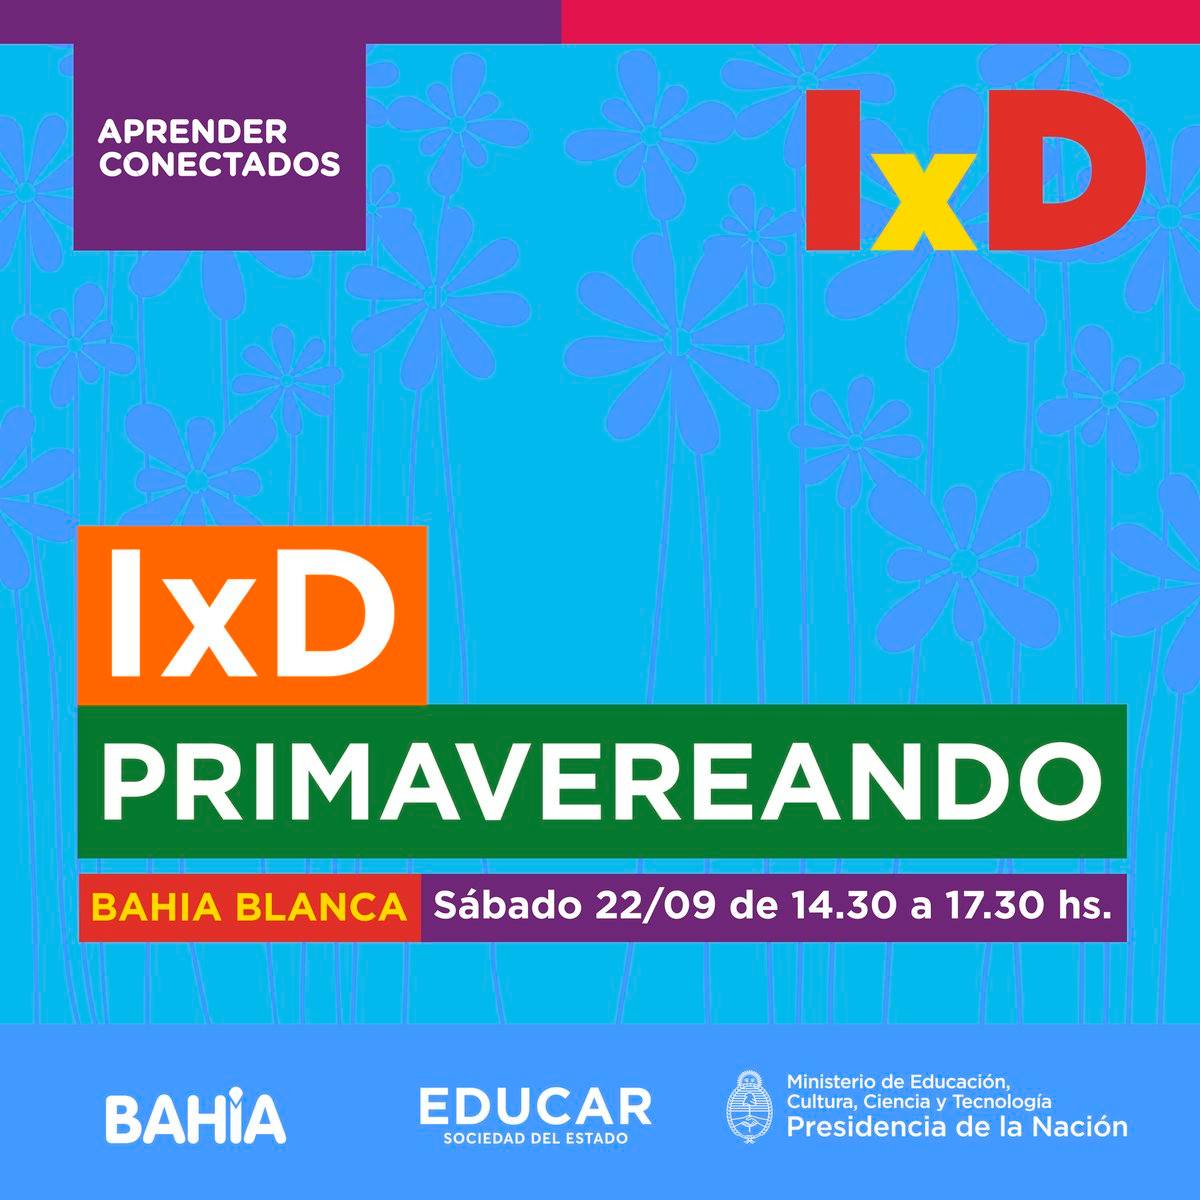 APRENDER
CONECTADOS
IxD
IxD
PRIMAVEREANDO
BAHIA BLANCA Sábado 22/09 de 14.30 a 17.30 hs.
BAHIA
EDUCAR
SOCIEDAD DEL ESTADO
Ministerio de Educación,
Cultura, Ciencia y Tecnología
Presidencia de la Nación